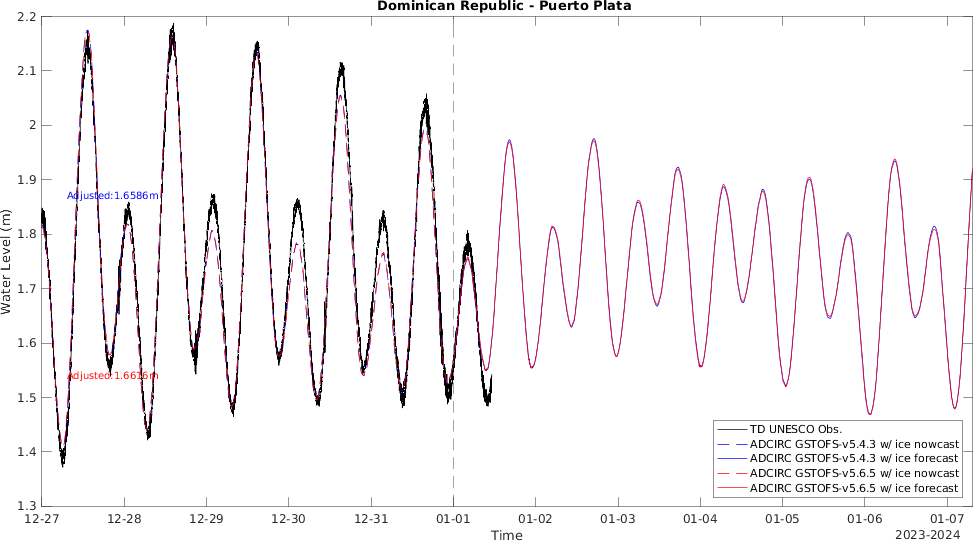 Dominican Republic - Puerto Plata
Water Level (m)
2.2
2.1
2
1.9
1.8
1.7
1.6
1.5
1.4
1.3
Adjusted:1.6586m
Adjusted:1.6616m
TD UNESCO Obs.
ADCIRC GSTOFS-v5.4.3 w/ ice nowcast
ADCIRC GSTOFS-v5.4.3 w/ ice forecast
ADCIRC GSTOFS-v5.6.5 w/ ice nowcast
ADCIRC GSTOFS-v5.6.5 w/ ice forecast
12-27 12-28 12-29 12-30 12-31 01-01 01-02 01-03 01-04 01-05 01-06 01-07
Time
2023-2024